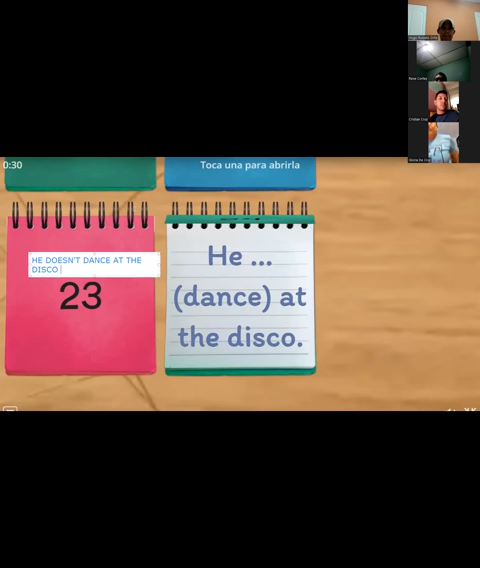 0:30
Toca una para abrirla
HE DOESN'T DANCE AT THE
DISCO
23
He ...
(dance) at
the disco.